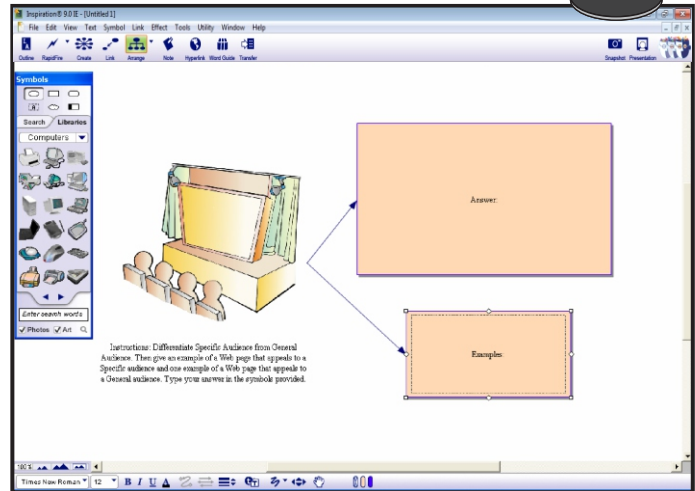 Inspiration® 9.0 IE - [Untitled 1]
File Edit View Text Symbol Link Effect Tools Utility Window Help
Outline RapidFire Create Link Arrange Note Hyperlink Word Guide Transfer Snapshot Presentation
Symbols
Search Libraries
Computers
Enter search words
Photos Art
Answer:
Examples
Instructions: Differentiate Specific Audience from General
Audience. Then give an example of a Web page that appeals to a
Specific audience and one example of a Web page that appeals to
a General audience. Type your answer in the symbols provided.
100 %
Times New Roman 12 B I U A